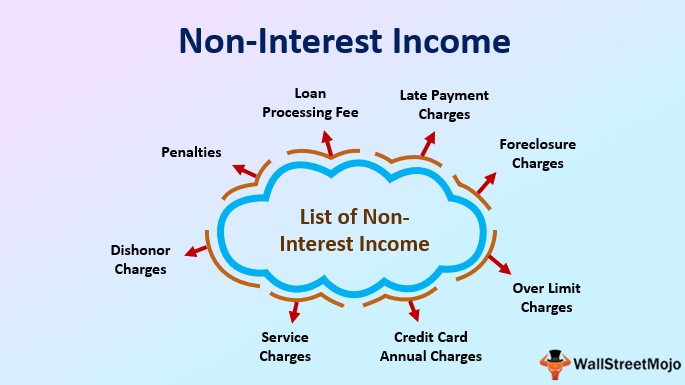 Non-Interest Income
Loan
Processing Fee
Late Payment
Charges
Penalties
Foreclosure
Charges
List of Non-
Interest Income
Dishonor
Charges
Over Limit
Charges
Service
Charges
Credit Card
Annual Charges
WallStreetMojo